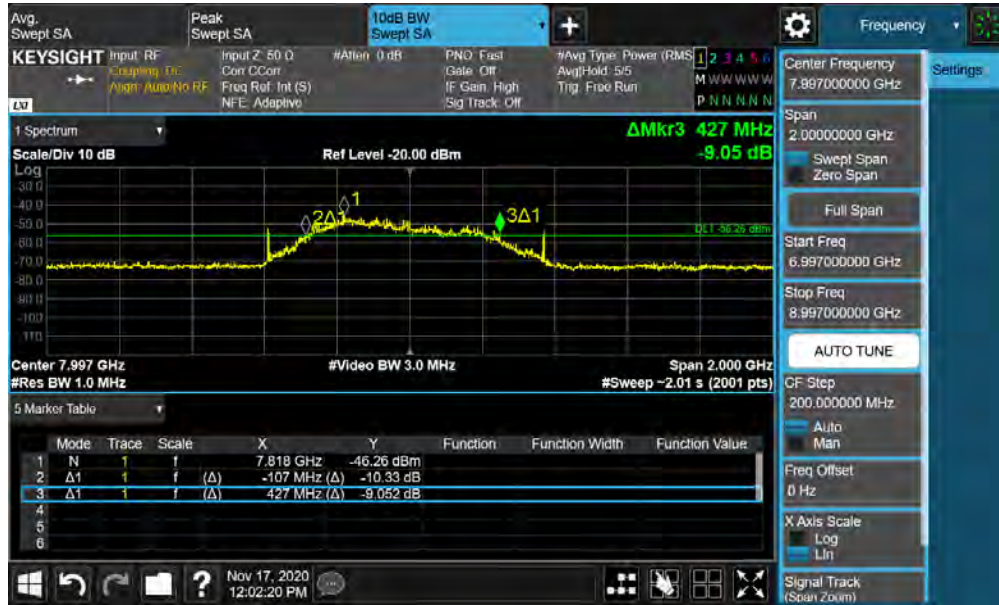 Avg.
Swept SA
Peak
Swept SA
10dB BW
Swept SA
Frequency
KEYSIGHT
Input: RF
Coupling: DC
Align: Auto/No RF
Input Z: 50 Ω
Corr CCorr
Freq Ref: Int (S)
NFE: Adaptive
#Atten: 0 dB
PNO: Fast
Gate: Off
IF Gain: High
Sig Track: Off
#Avg Type: Power (RMS
Avg|Hold: 5/5
Trig: Free Run
1 2 3 4 5 6
M W W W W W
P N N N N N
LXI
1 Spectrum
ΔMkr3 427 MHz
-9.05 dB
Scale/Div 10 dB
Ref Level -20.00 dBm
Log
-30.0
-40.0
-50.0
-60.0
-70.0
-80.0
-90.0
-100
-110
1
2Δ1
3Δ1
DL1 -56.26 dBm
Center 7.997 GHz
#Video BW 3.0 MHz
Span 2.000 GHz
#Res BW 1.0 MHz
#Sweep ~2.01 s (2001 pts)
5 Marker Table
Mode Trace Scale X Y Function Function Width Function Value
1 N 1 f 7.818 GHz -46.26 dBm
2 Δ1 1 f (Δ) -107 MHz (Δ) -10.33 dB
3 Δ1 1 f (Δ) 427 MHz (Δ) -9.052 dB
4
5
6
Nov 17, 2020
12:02:20 PM
Center Frequency
7.997000000 GHz
Settings
Span
2.00000000 GHz
Swept Span
Zero Span
Full Span
Start Freq
6.997000000 GHz
Stop Freq
8.997000000 GHz
AUTO TUNE
CF Step
200.000000 MHz
Auto
Man
Freq Offset
0 Hz
X Axis Scale
Log
Lin
Signal Track
(Span Zoom)